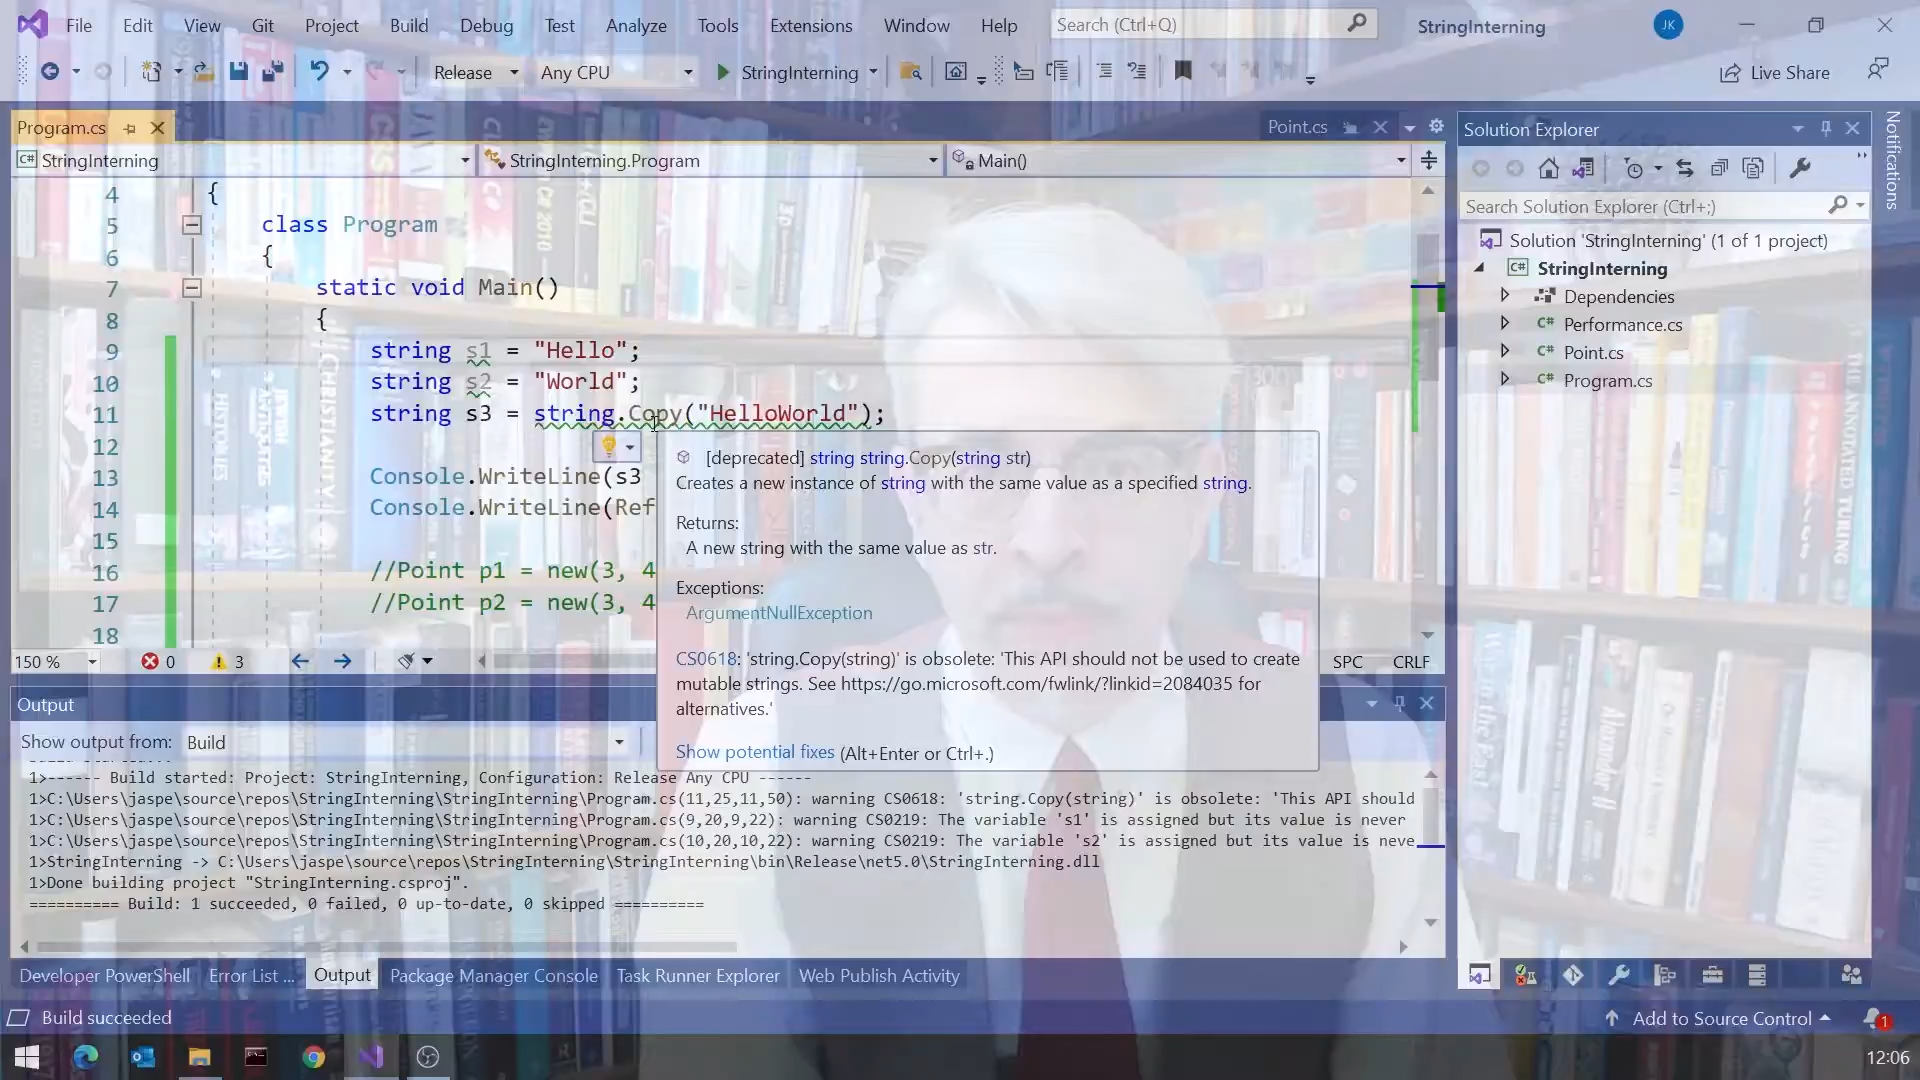 File Edit View Git Project Build Debug Test Analyze Tools Extensions Window Help Search (Ctrl+Q) StringInterning JK
Release Any CPU StringInterning Live Share
Program.cs Point.cs
StringInterning StringInterning.Program Main()
4 {
5 class Program
6 {
7 static void Main()
8 {
9 string s1 = "Hello";
10 string s2 = "World";
11 string s3 = string.Copy("HelloWorld");
12
13 Console.WriteLine(s3
14 Console.WriteLine(Ref
15
16 //Point p1 = new(3, 4
17 //Point p2 = new(3, 4
18
[deprecated] string string.Copy(string str)
Creates a new instance of string with the same value as a specified string.
Returns:
A new string with the same value as str.
Exceptions:
ArgumentNullException
CS0618: 'string.Copy(string)' is obsolete: 'This API should not be used to create
mutable strings. See https://go.microsoft.com/fwlink/?linkid=2084035 for
alternatives.'
Show potential fixes (Alt+Enter or Ctrl+.)
150 % 0 3 SPC CRLF
Output
Show output from: Build
1>------ Build started: Project: StringInterning, Configuration: Release Any CPU ------
1>C:\Users\jaspe\source\repos\StringInterning\StringInterning\Program.cs(11,25,11,50): warning CS0618: 'string.Copy(string)' is obsolete: 'This API should
1>C:\Users\jaspe\source\repos\StringInterning\StringInterning\Program.cs(9,20,9,22): warning CS0219: The variable 's1' is assigned but its value is never
1>C:\Users\jaspe\source\repos\StringInterning\StringInterning\Program.cs(10,20,10,22): warning CS0219: The variable 's2' is assigned but its value is neve
1>StringInterning -> C:\Users\jaspe\source\repos\StringInterning\StringInterning\bin\Release\net5.0\StringInterning.dll
1>Done building project "StringInterning.csproj".
========== Build: 1 succeeded, 0 failed, 0 up-to-date, 0 skipped ==========
Developer PowerShell Error List ... Output Package Manager Console Task Runner Explorer Web Publish Activity
Solution Explorer
Search Solution Explorer (Ctrl+;)
Solution 'StringInterning' (1 of 1 project)
StringInterning
Dependencies
C# Performance.cs
C# Point.cs
C# Program.cs
Notifications
Build succeeded Add to Source Control 1
12:06
CHRISTIANITY
JEWISH ANNOTATED
HISTORUS
THE ANNOTATED TURING
Alexander II